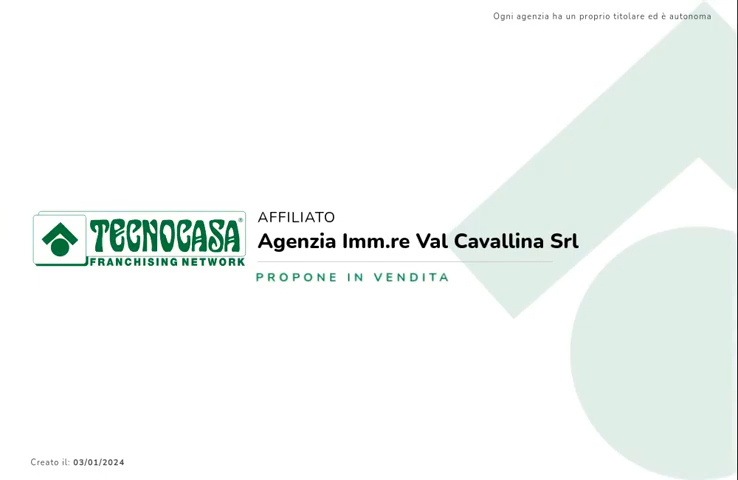 Ogni agenzia ha un proprio titolare ed è autonoma
AFFILIATO
TECNOCASA®
Agenzia Imm.re Val Cavallina Srl
FRANCHISING NETWORK
PROPONE IN VENDITA
Creato il: 03/01/2024